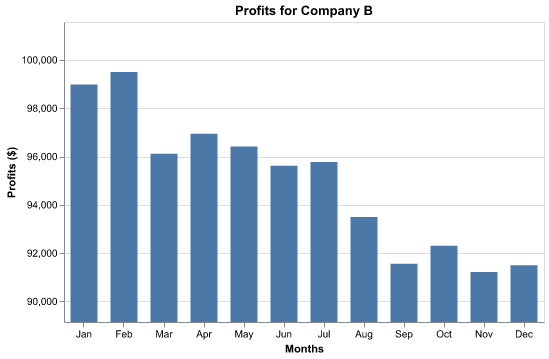 Profits for Company B
Profits ($)
100,000
98,000
96,000
94,000
92,000
90,000
Jan Feb Mar Apr May Jun Jul Aug Sep Oct Nov Dec
Months